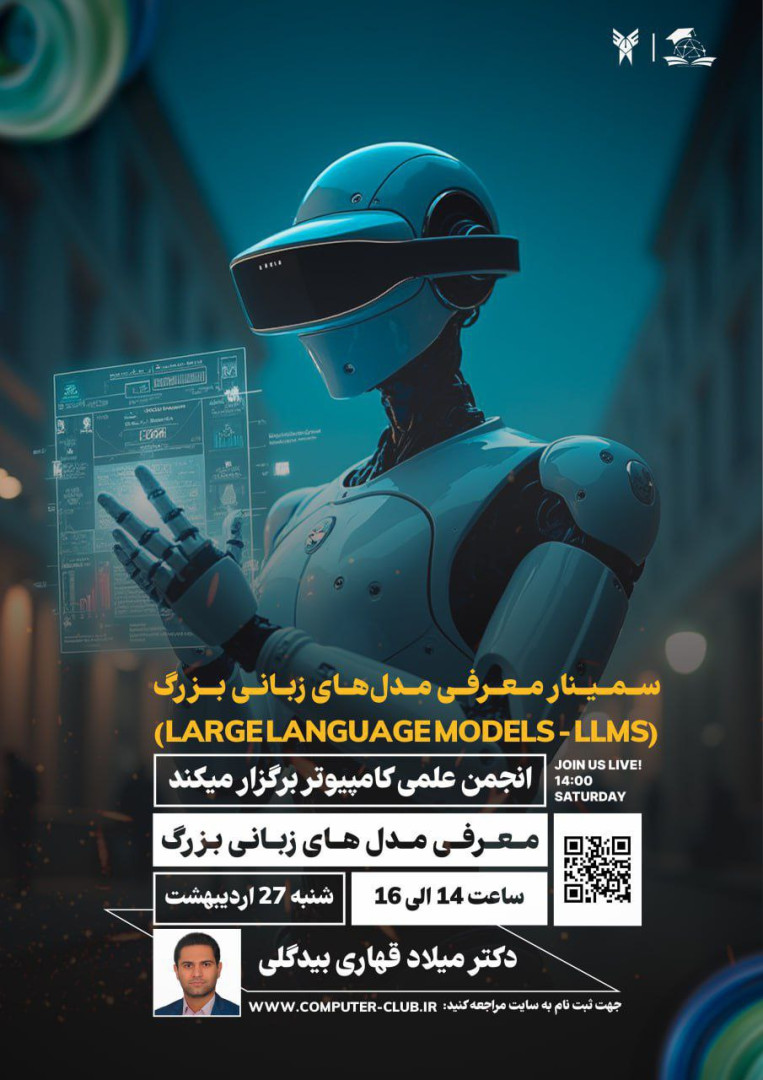 سمینار معرفی مدل‌های زبانی بزرگ
(LARGE LANGUAGE MODELS - LLMS)
انجمن علمی کامپیوتر برگزار میکند
JOIN US LIVE!
14:00
SATURDAY
معرفی مدل های زبانی بزرگ
ساعت 14 الی 16
شنبه 27 اردیبهشت
دکتر میلاد قهاری بیدگلی
جهت ثبت نام به سایت مراجعه کنید: WWW.COMPUTER-CLUB.IR